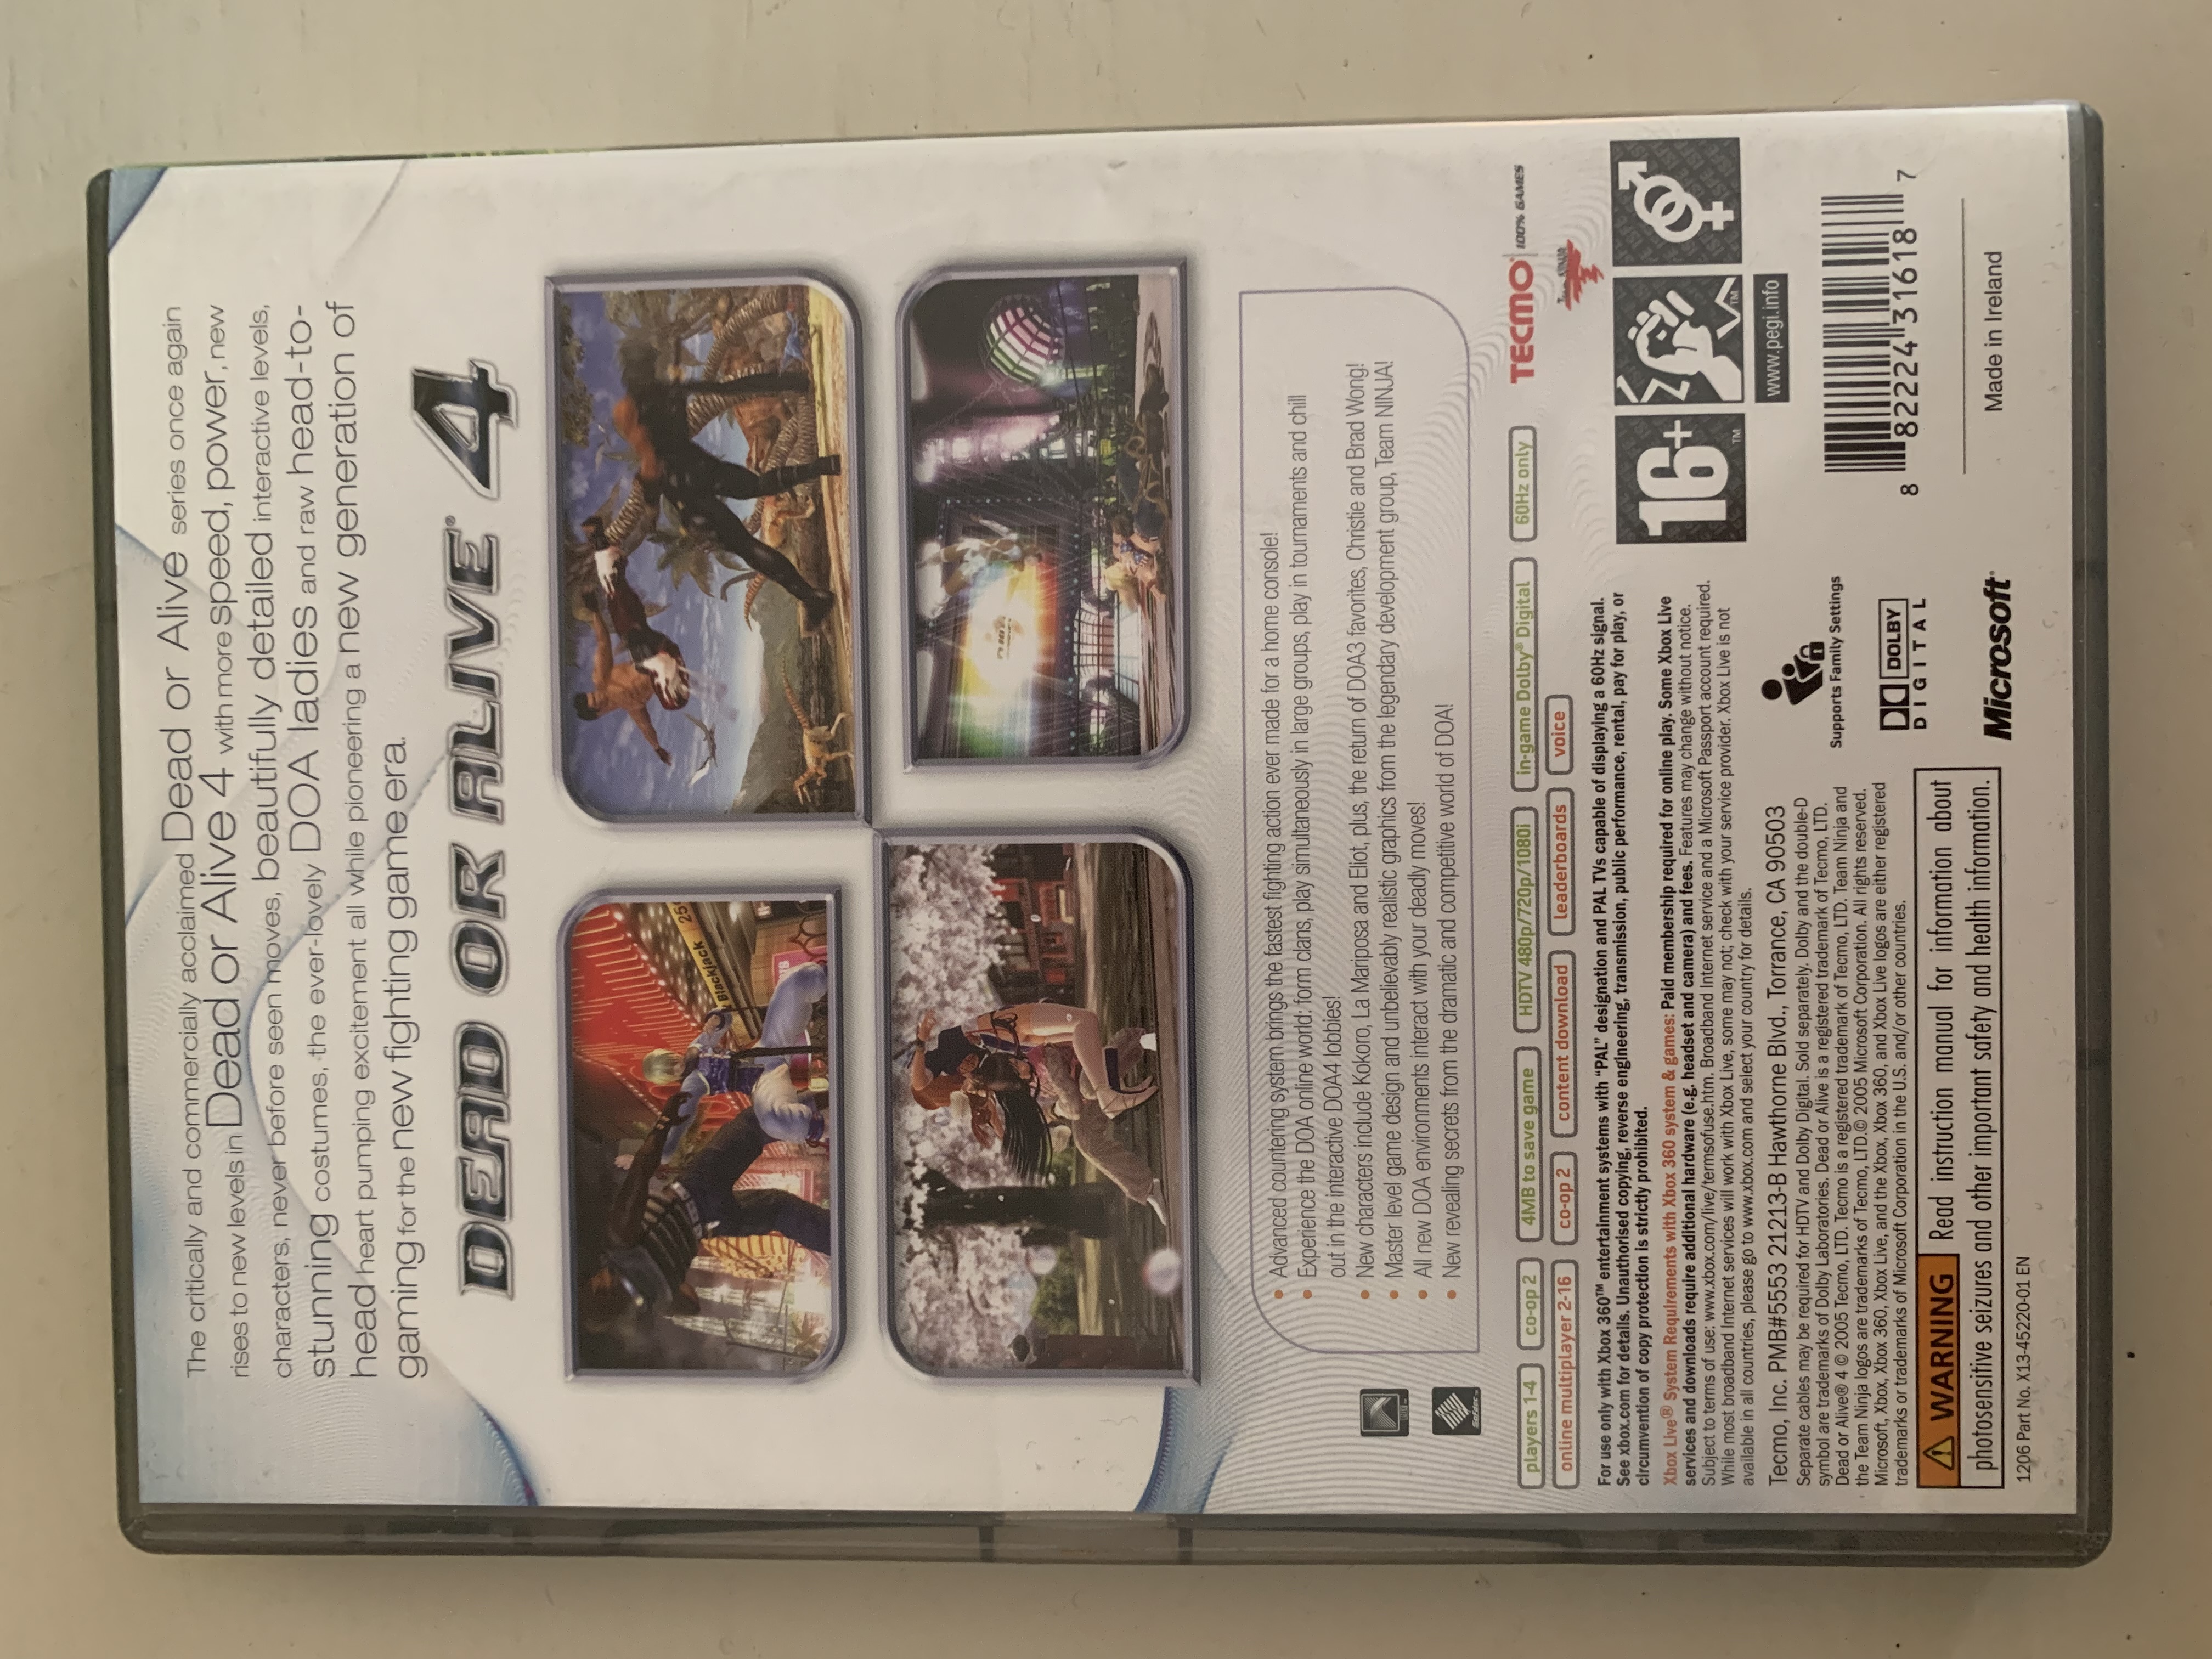 The critically and commercially acclaimed Dead or Alive series once again
rises to new levels in Dead or Alive 4 with more speed, power, new
characters, never before seen moves, beautifully detailed interactive levels,
stunning costumes, the ever-lovely DOA ladies and raw head-to-
head heart pumping excitement all while pioneering a new generation of
gaming for the new fighting game era.
DEAD OR ALIVE® 4
Blackjack 25¢
• Advanced countering system brings the fastest fighting action ever made for a home console!
• Experience the DOA online world: form clans, play simultaneously in large groups, play in tournaments and chill
out in the interactive DOA4 lobbies!
• New characters include Kokoro, La Mariposa and Eliot, plus, the return of DOA3 favorites, Christie and Brad Wong!
• Master level game design and unbelievably realistic graphics from the legendary development group, Team NINJA!
• All new DOA environments interact with your deadly moves!
• New revealing secrets from the dramatic and competitive world of DOA!
Sofdec™
players 1-4 co-op 2 4MB to save game HDTV 480p/720p/1080i in-game Dolby® Digital 60Hz only
online multiplayer 2-16 co-op 2 content download leaderboards voice
TECMO® 100% GAMES
Team NINJA
For use only with Xbox 360™ entertainment systems with “PAL” designation and PAL TVs capable of displaying a 60Hz signal.
See xbox.com for details. Unauthorised copying, reverse engineering, transmission, public performance, rental, pay for play, or
circumvention of copy protection is strictly prohibited.
Xbox Live® System Requirements with Xbox 360 system & games: Paid membership required for online play. Some Xbox Live
services and downloads require additional hardware (e.g. headset and camera) and fees. Features may change without notice.
Subject to terms of use: www.xbox.com/live/termsofuse.htm. Broadband Internet service and a Microsoft Passport account required.
While most broadband Internet services will work with Xbox Live, some may not; check with your service provider. Xbox Live is not
available in all countries, please go to www.xbox.com and select your country for details.
16+™
™
www.pegi.info
Tecmo, Inc. PMB#5553 21213-B Hawthorne Blvd., Torrance, CA 90503
Separate cables may be required for HDTV and Dolby Digital. Sold separately. Dolby and the double-D
symbol are trademarks of Dolby Laboratories. Dead or Alive is a registered trademark of Tecmo, LTD.
Dead or Alive® 4 © 2005 Tecmo, LTD. Tecmo is a registered trademark of Tecmo, LTD. Team Ninja and
the Team Ninja logos are trademarks of Tecmo, LTD.© 2005 Microsoft Corporation. All rights reserved.
Microsoft, Xbox, Xbox 360, Xbox Live, and the Xbox, Xbox 360, and Xbox Live logos are either registered
trademarks or trademarks of Microsoft Corporation in the U.S. and/or other countries.
Supports Family Settings
DOLBY
DIGITAL
8 82224 31618 7
WARNING Read instruction manual for information about
photosensitive seizures and other important safety and health information.
Microsoft®
Made in Ireland
1206 Part No. X13-45220-01 EN